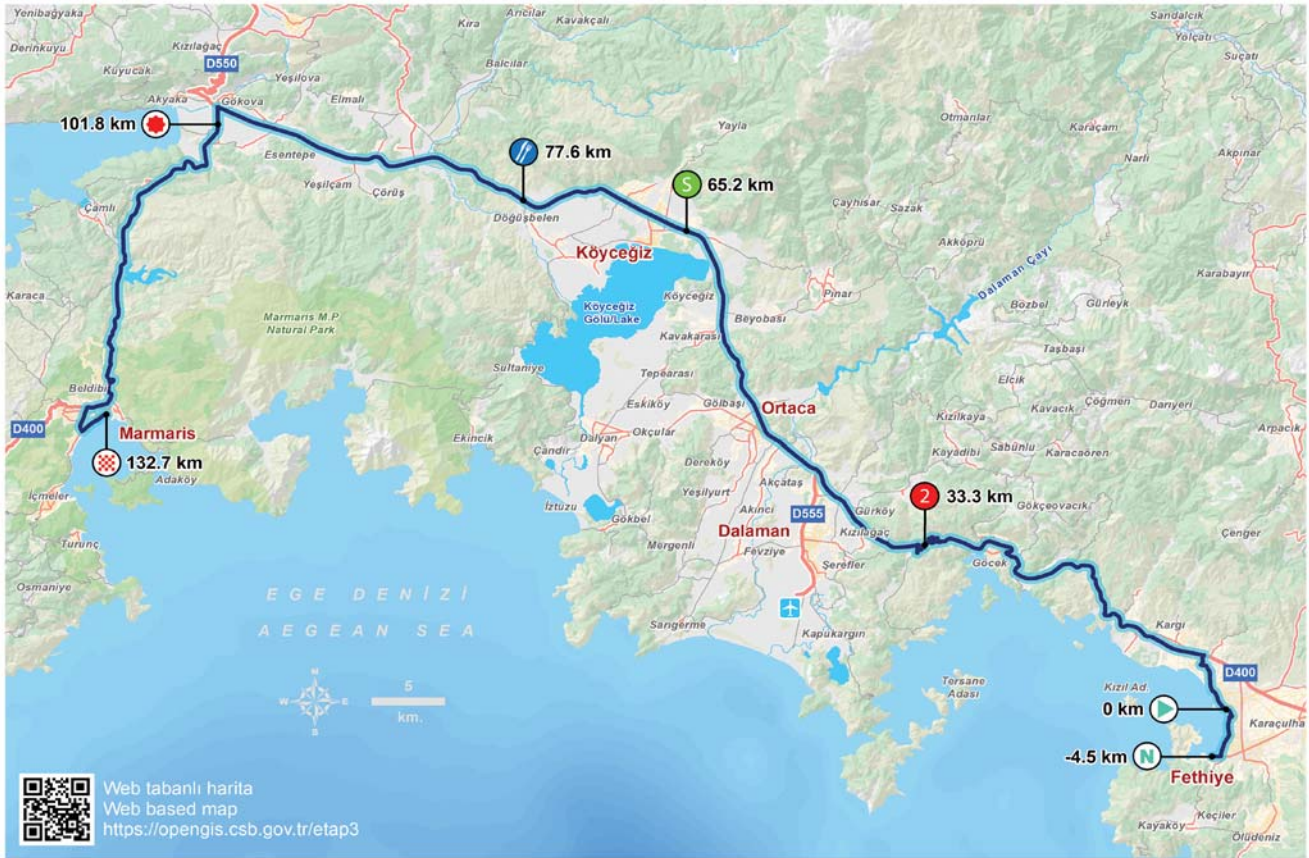 Yenibağyaka
Derinkuyu
Kızılağaç
Kuyucak
D550
Yeşilova
Akyaka
Gökova
Elmalı
Kıra
Arıcılar
Kavakçalı
Balcılar
Yayla
Sandalcık
Yolçatı
Suçatı
Otmanlar
Karaçam
Narlı
Akpınar
101.8 km
Esentepe
Yeşilçam
Çörüş
77.6 km
S
65.2 km
Döğüşbelen
Çamlı
Çayhisar
Sazak
Akköprü
Karabayır
Köyceğiz
Karaca
Köyceğiz
Gölü/Lake
Köyceğiz
Pınar
Beyobası
Dalaman Çayı
Bozbel
Gürleyk
Marmaris M.P.
Natural Park
Kavakarası
Taşbaşı
Sultaniye
Tepearası
Elcik
Beldibi
Eskiköy
Gölbaşı
Ortaca
Kızılkaya
Kavacık
Çöğmen
Darıyeri
D400
Marmaris
Ekincik
Dalyan
Okçular
Arpacık
Çandır
Dereköy
Kayadibi
Sabünlu
Karacaören
132.7 km
Adaköy
Yeşilyurt
Akçataş
İçmeler
İztuzu
Gökbel
Akıncı
D555
Gürköy
2
33.3 km
Gökçeovacık
Turunç
Dalaman
Kızılağaç
Çenger
Mergenli
Fevziye
Şerefler
Göcek
Osmaniye
EGE DENİZİ
AEGEAN SEA
Sarıgerme
Kapukargın
Kargı
D400
Tersane
Adası
Kızıl Ad.
N
W
E
S
5
km.
0 km
Karaçulha
-4.5 km
N
Fethiye
Web tabanlı harita
Web based map
https://opengis.csb.gov.tr/etap3
Keçiler
Kayaköy
Ölüdeniz